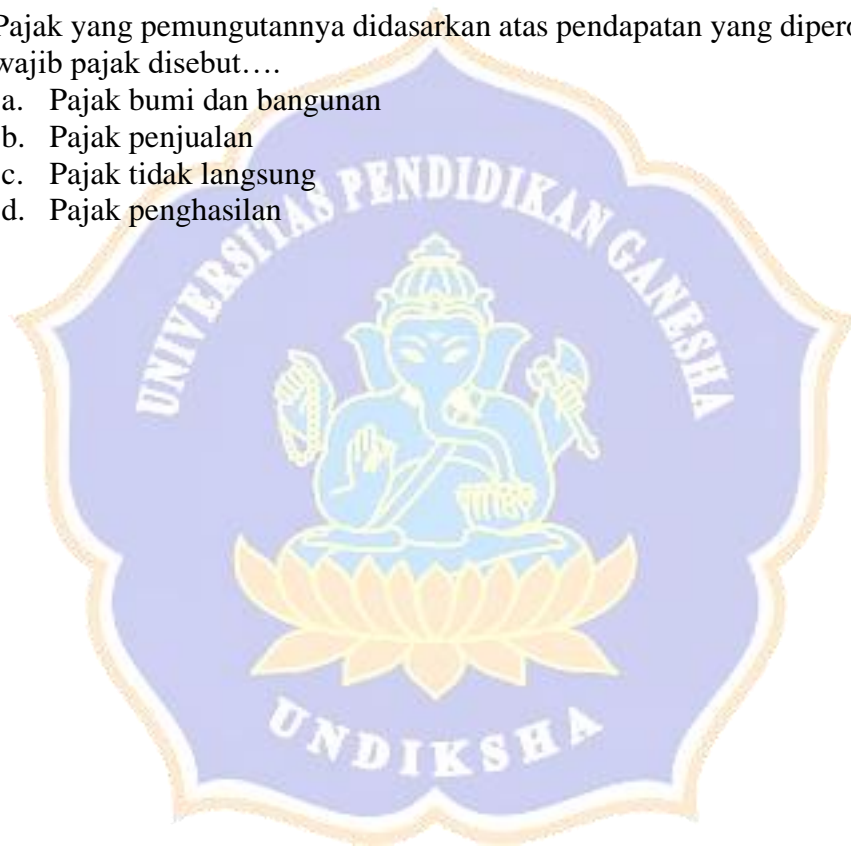 Pajak yang pemungutannya didasarkan atas pendapatan yang
wajib pajak disebut….
a. Pajak bumi dan bangunan
b. Pajak penjualan
c. Pajak tidak langsung
d. Pajak penghasilan
UNIVERSITAS PENDIDIKAN GANESHA
UNDIKSHA